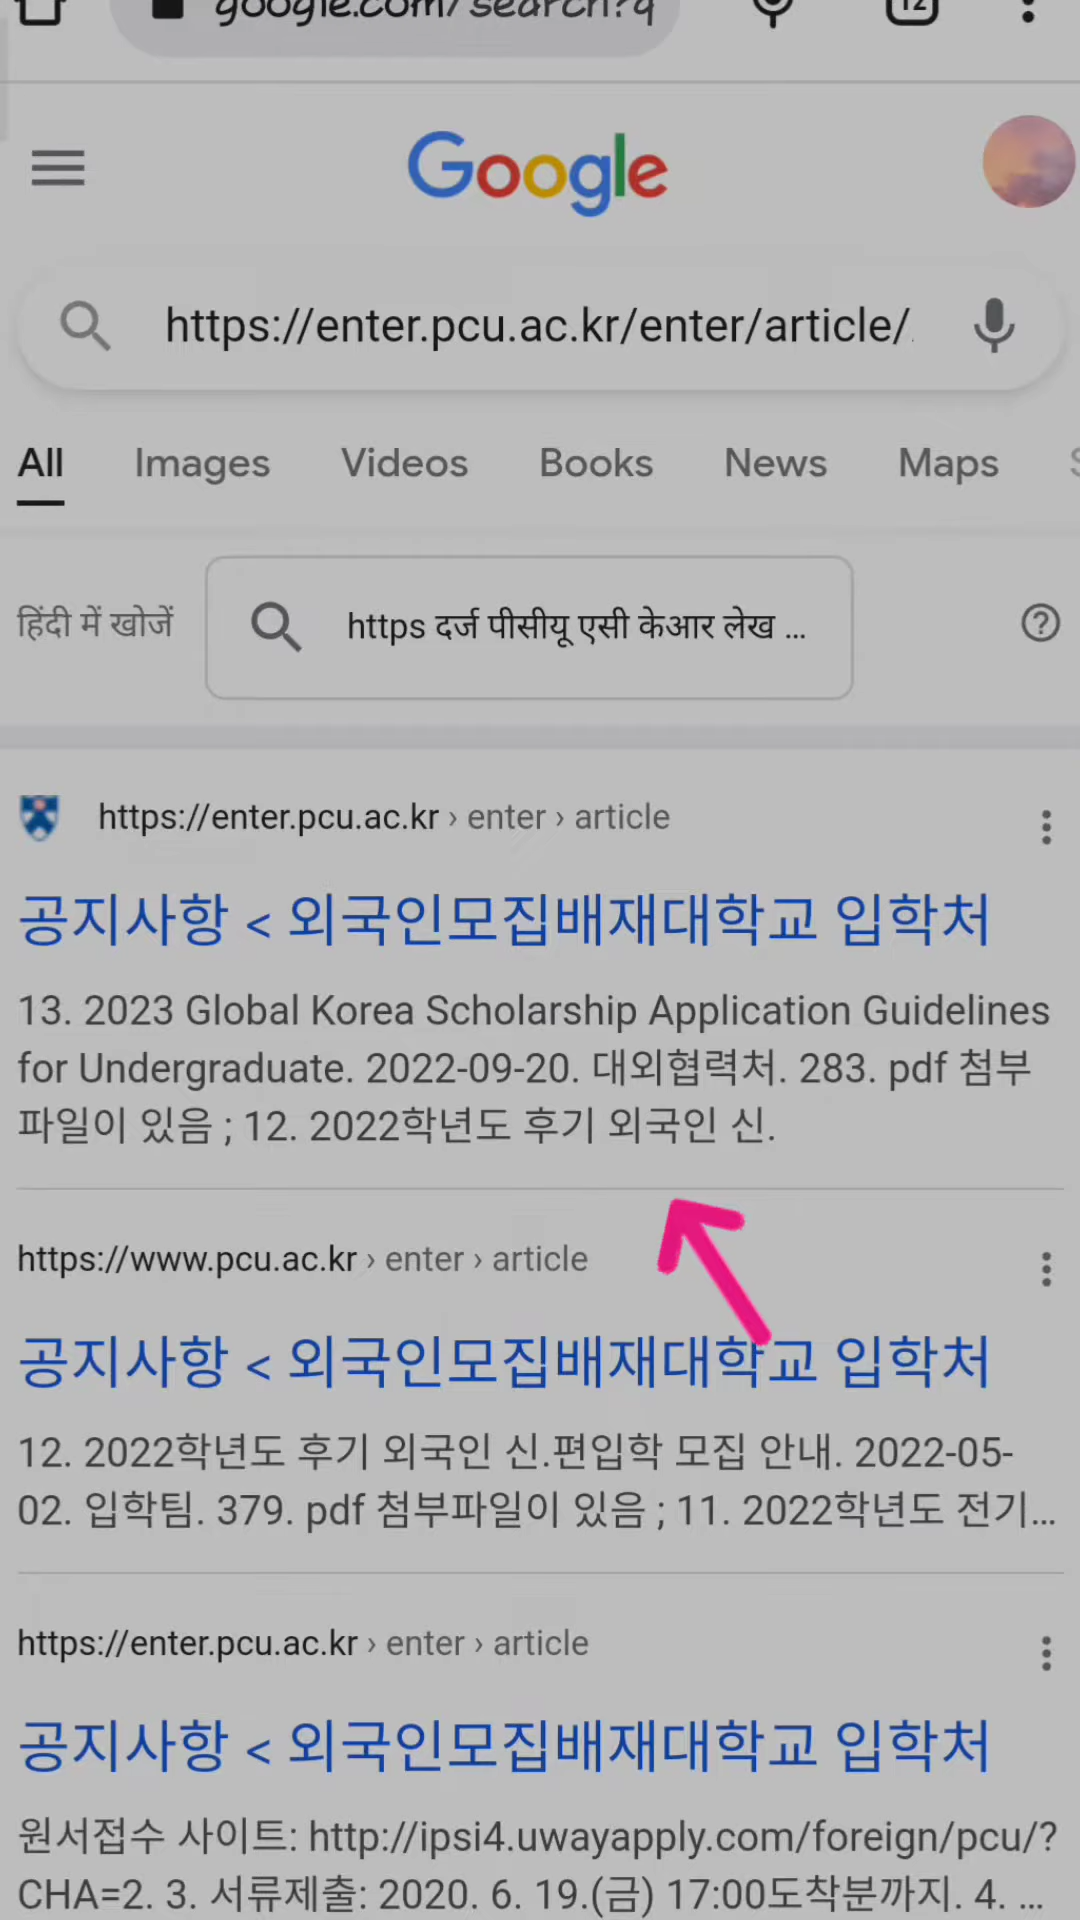 google.com/search?q
12
Google
https://enter.pcu.ac.kr/enter/article/
All Images Videos Books News Maps
हिंदी में खोजें
https दर्ज पीसीयू एसी केआर लेख ...
https://enter.pcu.ac.kr › enter › article
공지사항 < 외국인모집배재대학교 입학처
13. 2023 Global Korea Scholarship Application Guidelines
for Undergraduate. 2022-09-20. 대외협력처. 283. pdf 첨부
파일이 있음 ; 12. 2022학년도 후기 외국인 신.
https://www.pcu.ac.kr › enter › article
공지사항 < 외국인모집배재대학교 입학처
12. 2022학년도 후기 외국인 신.편입학 모집 안내. 2022-05-
02. 입학팀. 379. pdf 첨부파일이 있음 ; 11. 2022학년도 전기...
https://enter.pcu.ac.kr › enter › article
공지사항 < 외국인모집배재대학교 입학처
원서접수 사이트: http://ipsi4.uwayapply.com/foreign/pcu/?
CHA=2. 3. 서류제출: 2020. 6. 19.(금) 17:00도착분까지. 4. ...